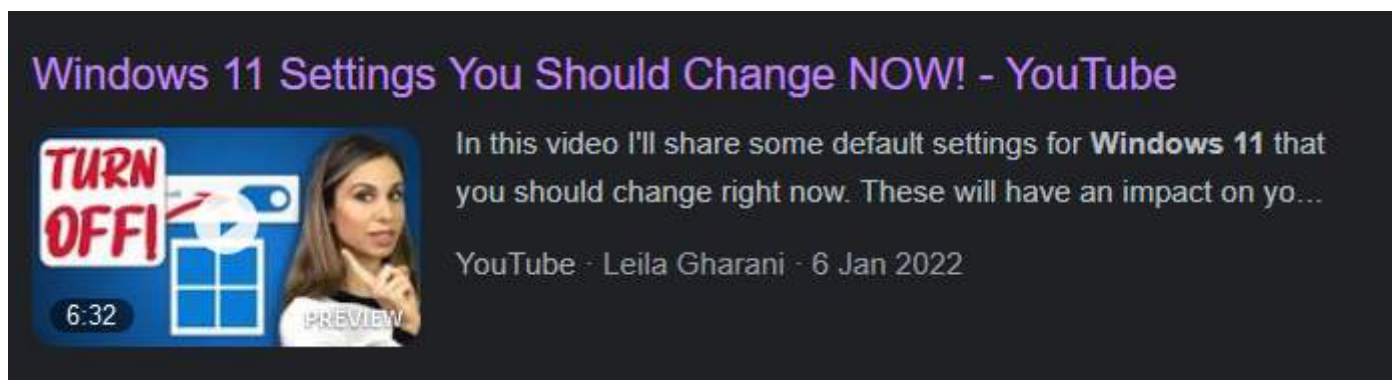 Windows 11 Settings You Should Change NOW! - YouTube
TURN
OFF!
6:32
PREVIEW
In this video I'll share some default settings for Windows 11 that
you should change right now. These will have an impact on yo...
YouTube · Leila Gharani · 6 Jan 2022